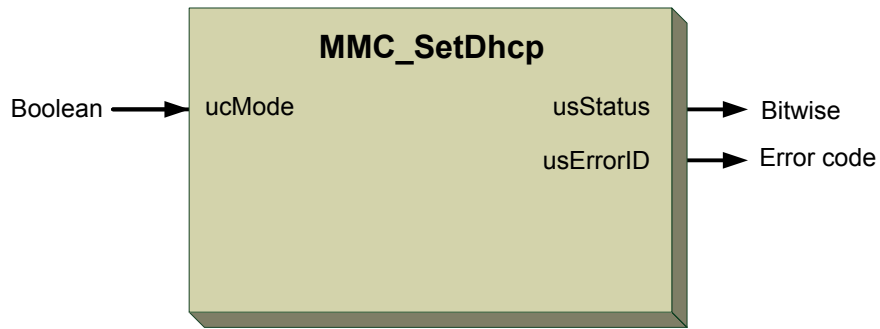 MMC_SetDhcp
Boolean
ucMode
usStatus
Bitwise
usErrorID
Error code